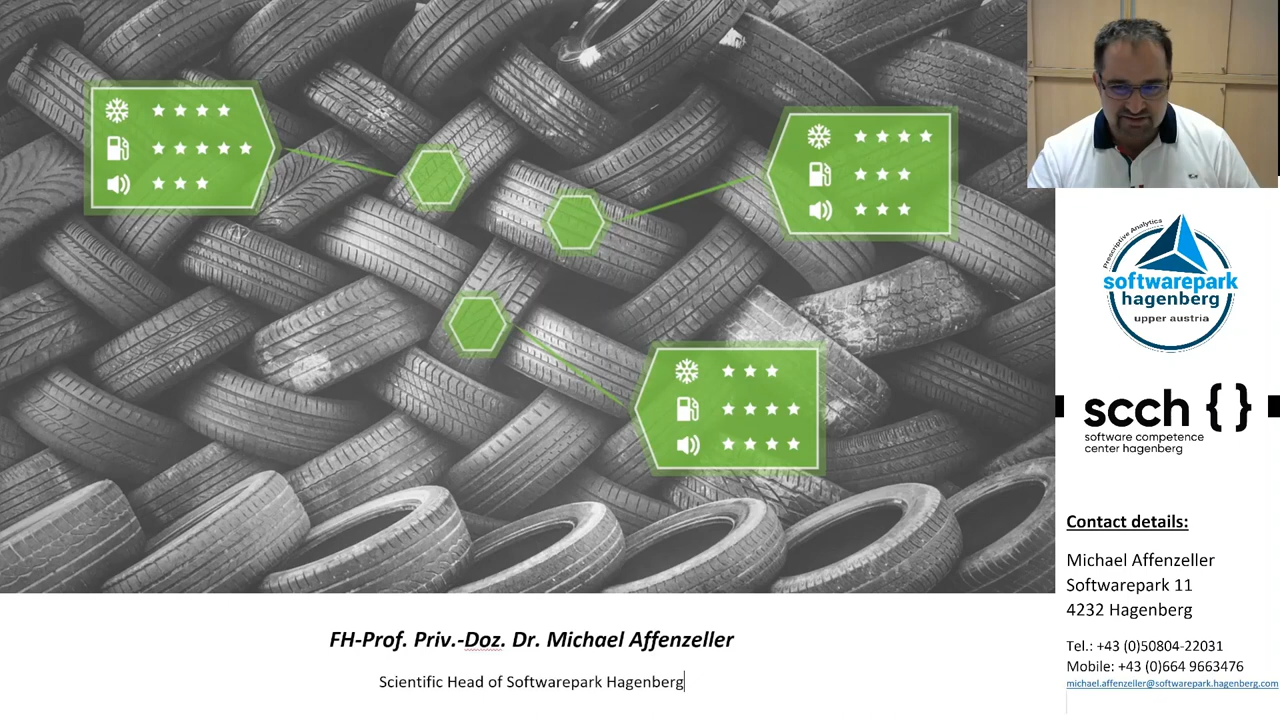 Prescriptive Analytics
softwarepark
hagenberg
upper austria
scch { }
software competence
center hagenberg
Contact details:
Michael Affenzeller
Softwarepark 11
4232 Hagenberg
Tel.: +43 (0)50804-22031
Mobile: +43 (0)664 9663476
michael.affenzeller@softwarepark.hagenberg.com
FH-Prof. Priv.-Doz. Dr. Michael Affenzeller
Scientific Head of Softwarepark Hagenberg